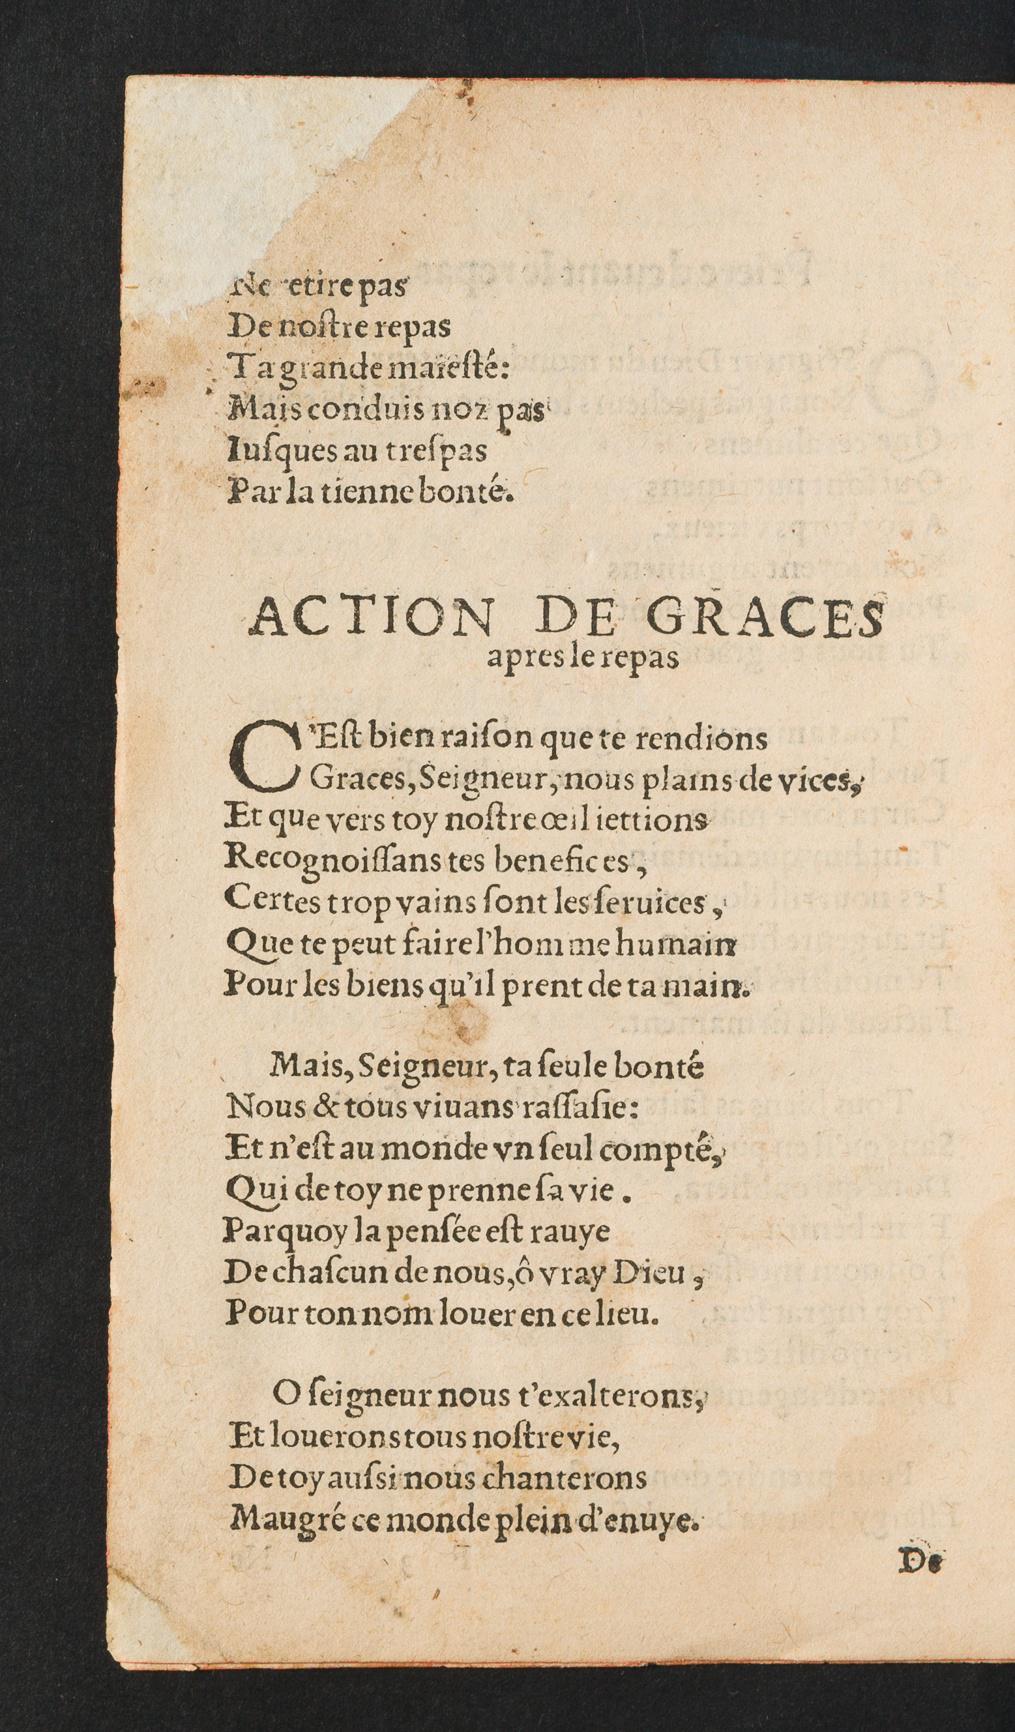 Ne retire pas
De noſtre repas
Ta grande maieſté:
Mais conduis noz pas
Iuſques au treſpas
Par la tienne bonté.
ACTION DE GRACES
apres le repas
C'Eſt bien raiſon que te rendions
Graces, Seigneur, nous plains de vices,
Et que vers toy noſtre œil iettions
Recognoiſſans tes benefices,
Certes trop vains ſont les ſeruices,
Que te peut faire l'homme humain
Pour les biens qu'il prent de ta main.
Mais, Seigneur, ta ſeule bonté
Nous & tous viuans raſſaſie:
Et n'eſt au monde vn ſeul compté,
Qui de toy ne prenne ſa vie.
Parquoy la penſée eſt rauye
De chaſcun de nous, ô vray Dieu,
Pour ton nom louer en ce lieu.
O ſeigneur nous t'exalterons,
Et louerons tous noſtre vie,
De toy auſsi nous chanterons
Maugré ce monde plein d'enuye.
De